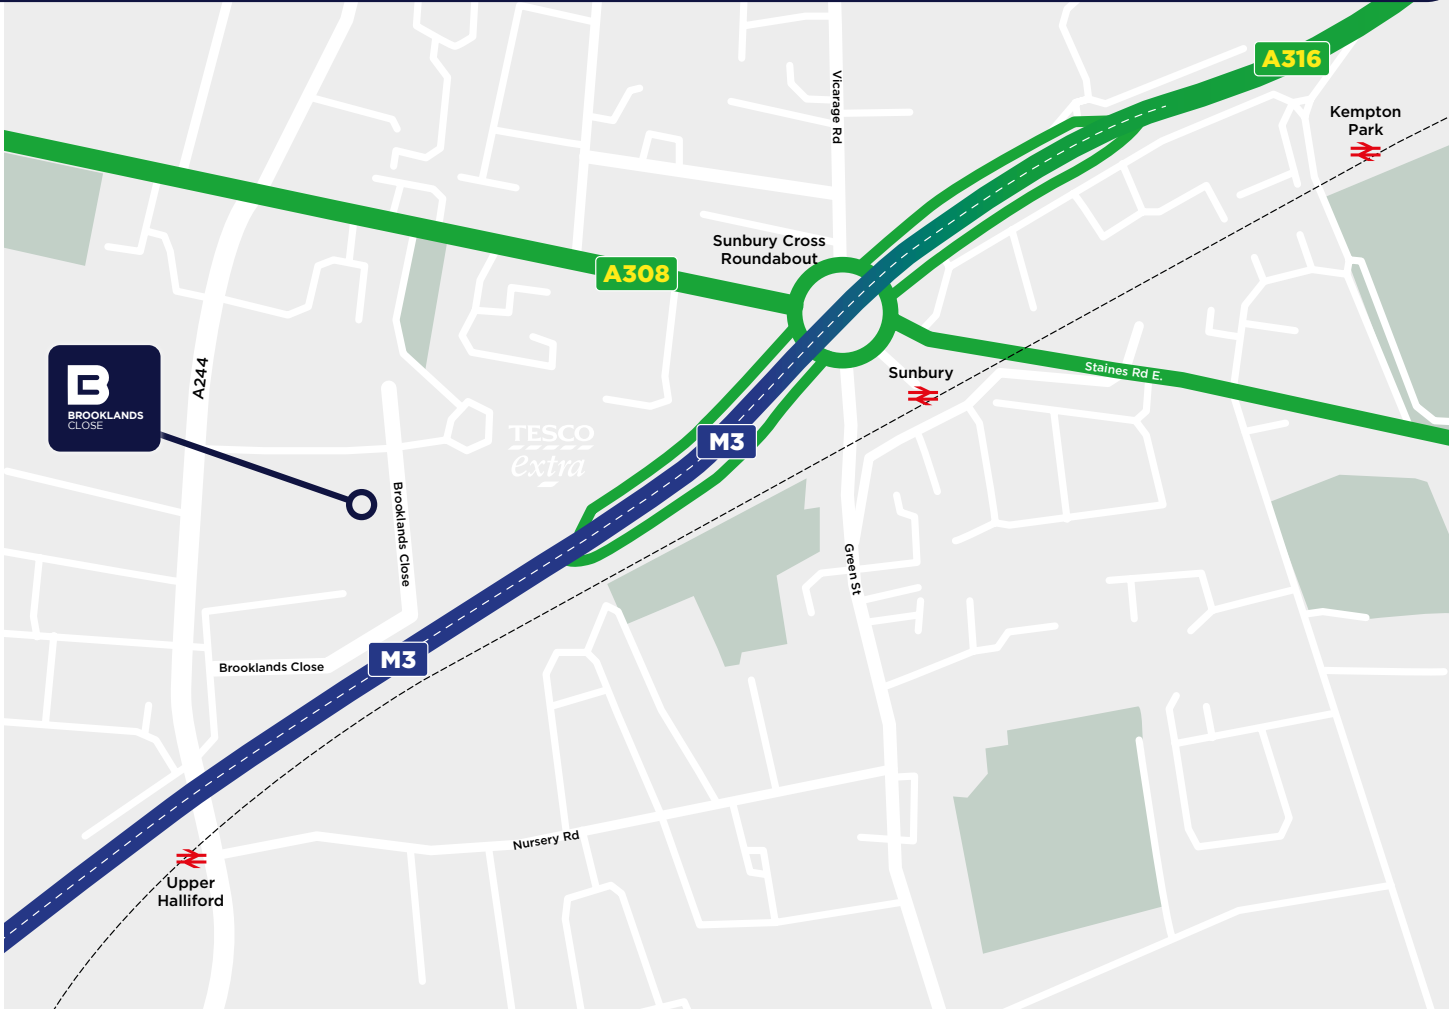 A316
Kempton
Park
Vicarage Rd
Sunbury Cross
Roundabout
A308
Sunbury
Staines Rd E.
A244
BROOKLANDS
CLOSE
TESCO
extra
M3
Brooklands Close
Green St
M3
Brooklands Close
Nursery Rd
Upper
Halliford